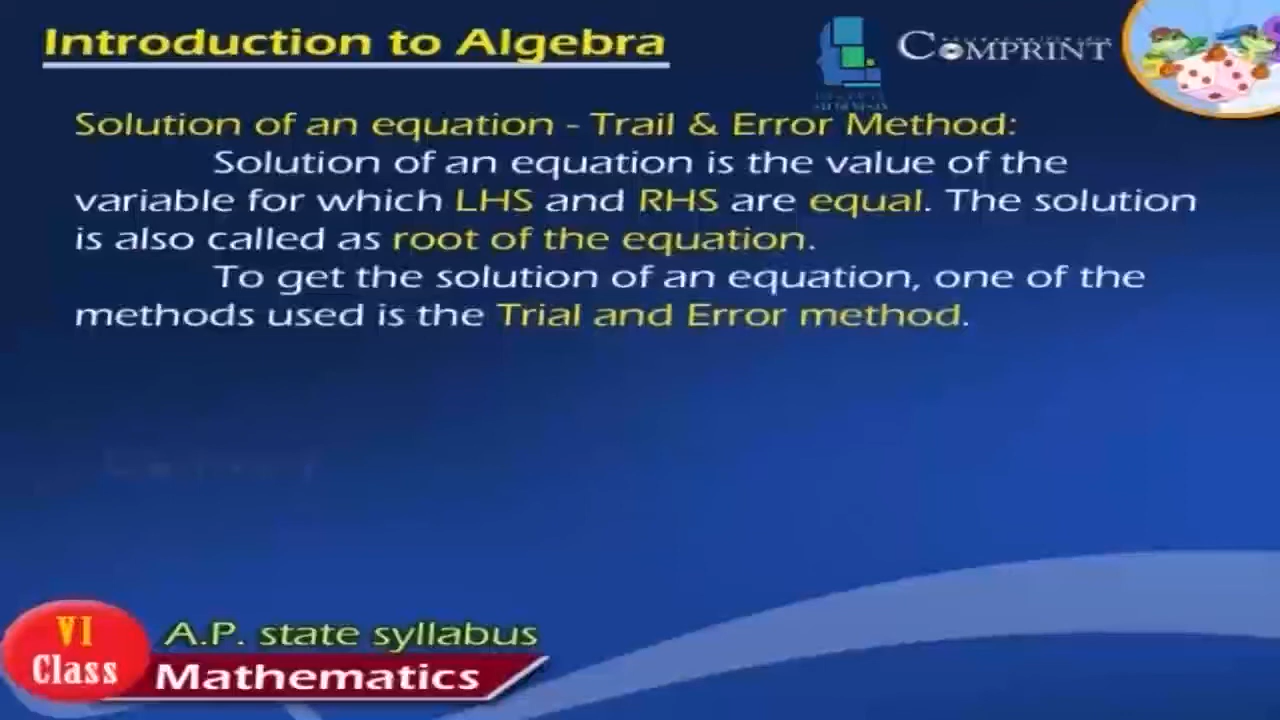 Introduction to Algebra
COMPRINT
Solution of an equation - Trail & Error Method:
Solution of an equation is the value of the
variable for which LHS and RHS are equal. The solution
is also called as root of the equation.
To get the solution of an equation, one of the
methods used is the Trial and Error method.
VI
Class
A.P. state syllabus
Mathematics